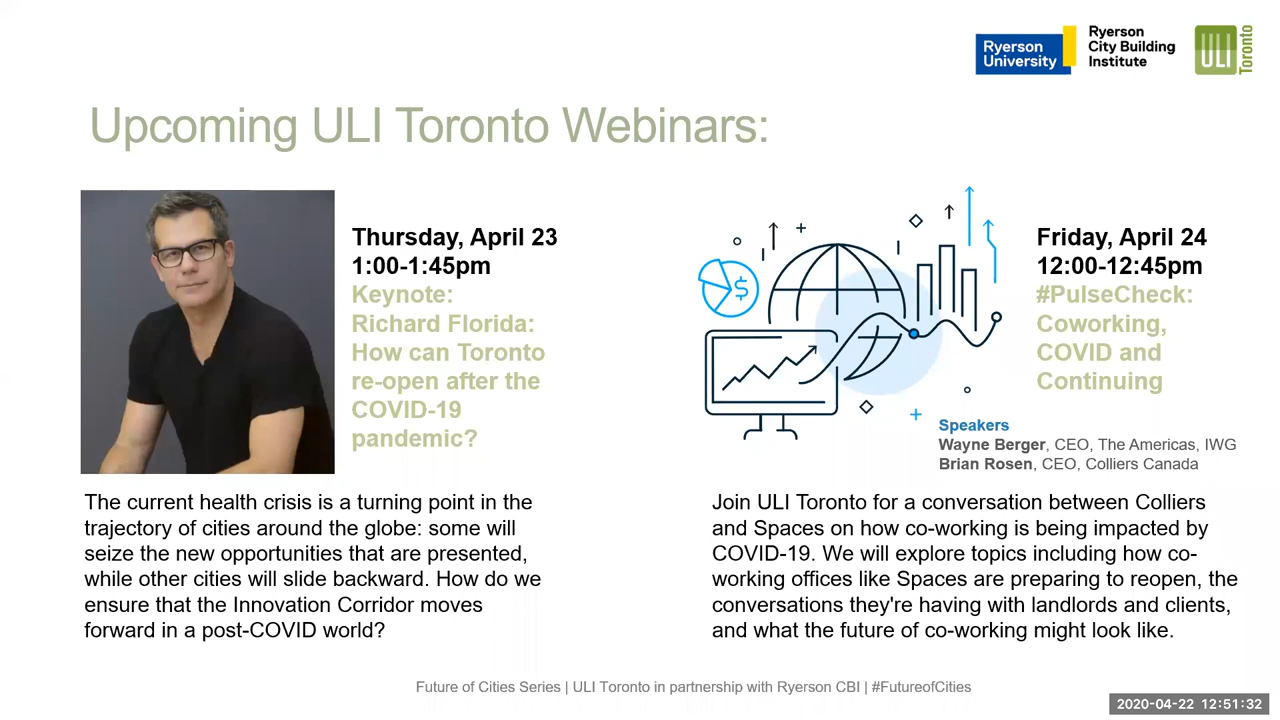 Ryerson
University
Ryerson
City Building
Institute
ULI
Toronto
Upcoming ULI Toronto Webinars:
Thursday, April 23
1:00-1:45pm
Keynote:
Richard Florida:
How can Toronto
re-open after the
COVID-19
pandemic?
The current health crisis is a turning point in the
trajectory of cities around the globe: some will
seize the new opportunities that are presented,
while other cities will slide backward. How do we
ensure that the Innovation Corridor moves
forward in a post-COVID world?
$
Friday, April 24
12:00-12:45pm
#PulseCheck:
Coworking,
COVID and
Continuing
Speakers
Wayne Berger, CEO, The Americas, IWG
Brian Rosen, CEO, Colliers Canada
Join ULI Toronto for a conversation between Colliers
and Spaces on how co-working is being impacted by
COVID-19. We will explore topics including how co-
working offices like Spaces are preparing to reopen, the
conversations they're having with landlords and clients,
and what the future of co-working might look like.
Future of Cities Series | ULI Toronto in partnership with Ryerson CBI | #FutureofCities
2020-04-22 12:51:32